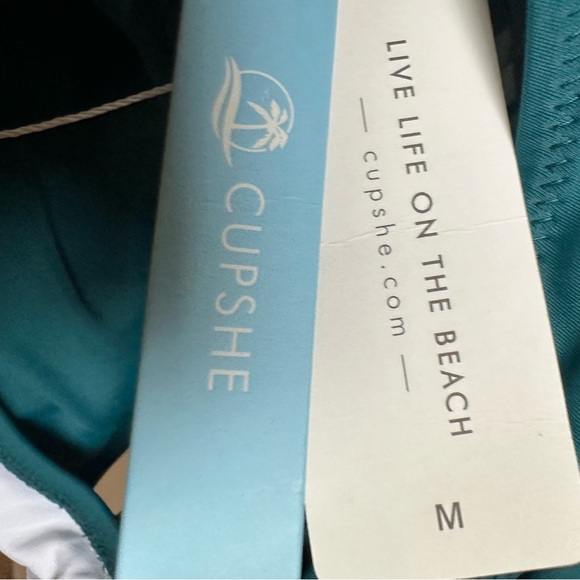 CUPSHE
LIVE LIFE ON THE BEACH
— cupshe.com —
M